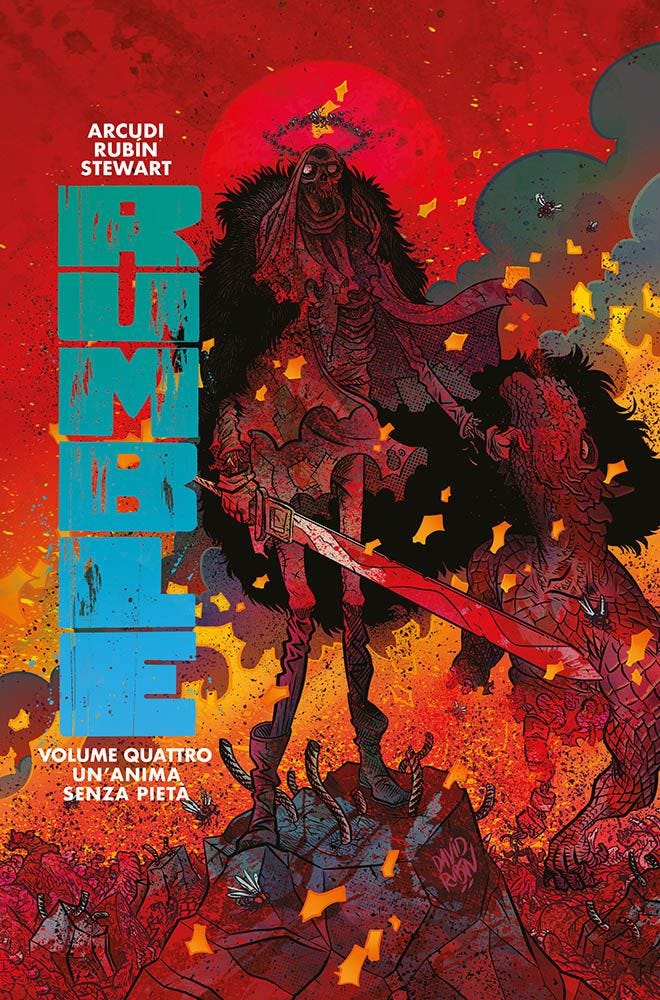 ARCUDI
RUBÍN
STEWART
RUMBLE
VOLUME QUATTRO
UN'ANIMA
SENZA PIETÀ
DAVID
RUBÍN